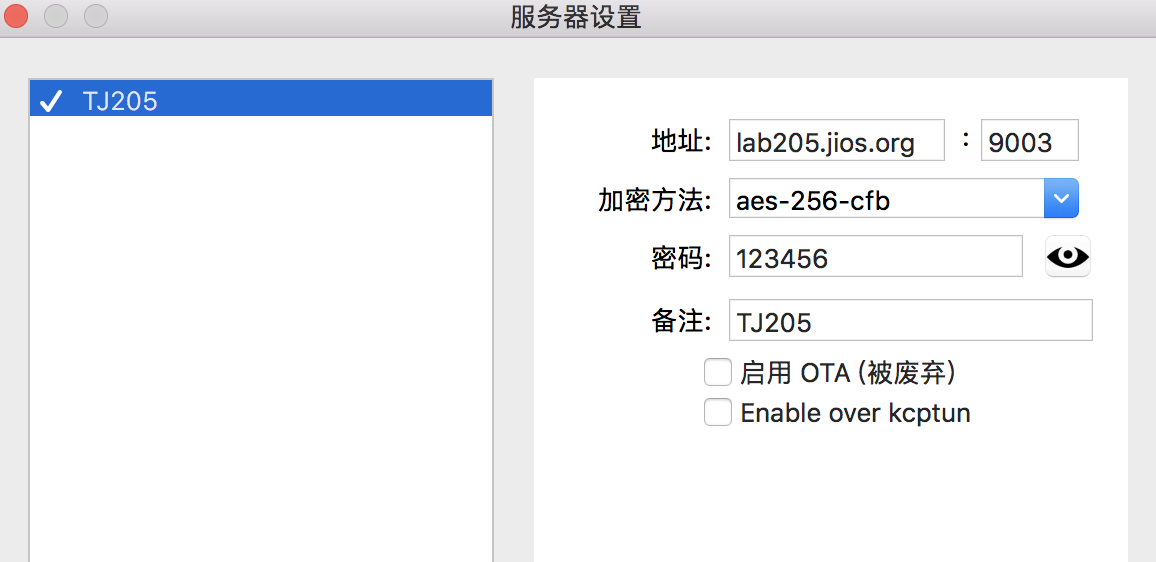 服务器设置
TJ205
地址: lab205.jios.org : 9003
加密方法: aes-256-cfb
密码: 123456
备注: TJ205
启用 OTA (被废弃)
Enable over kcptun